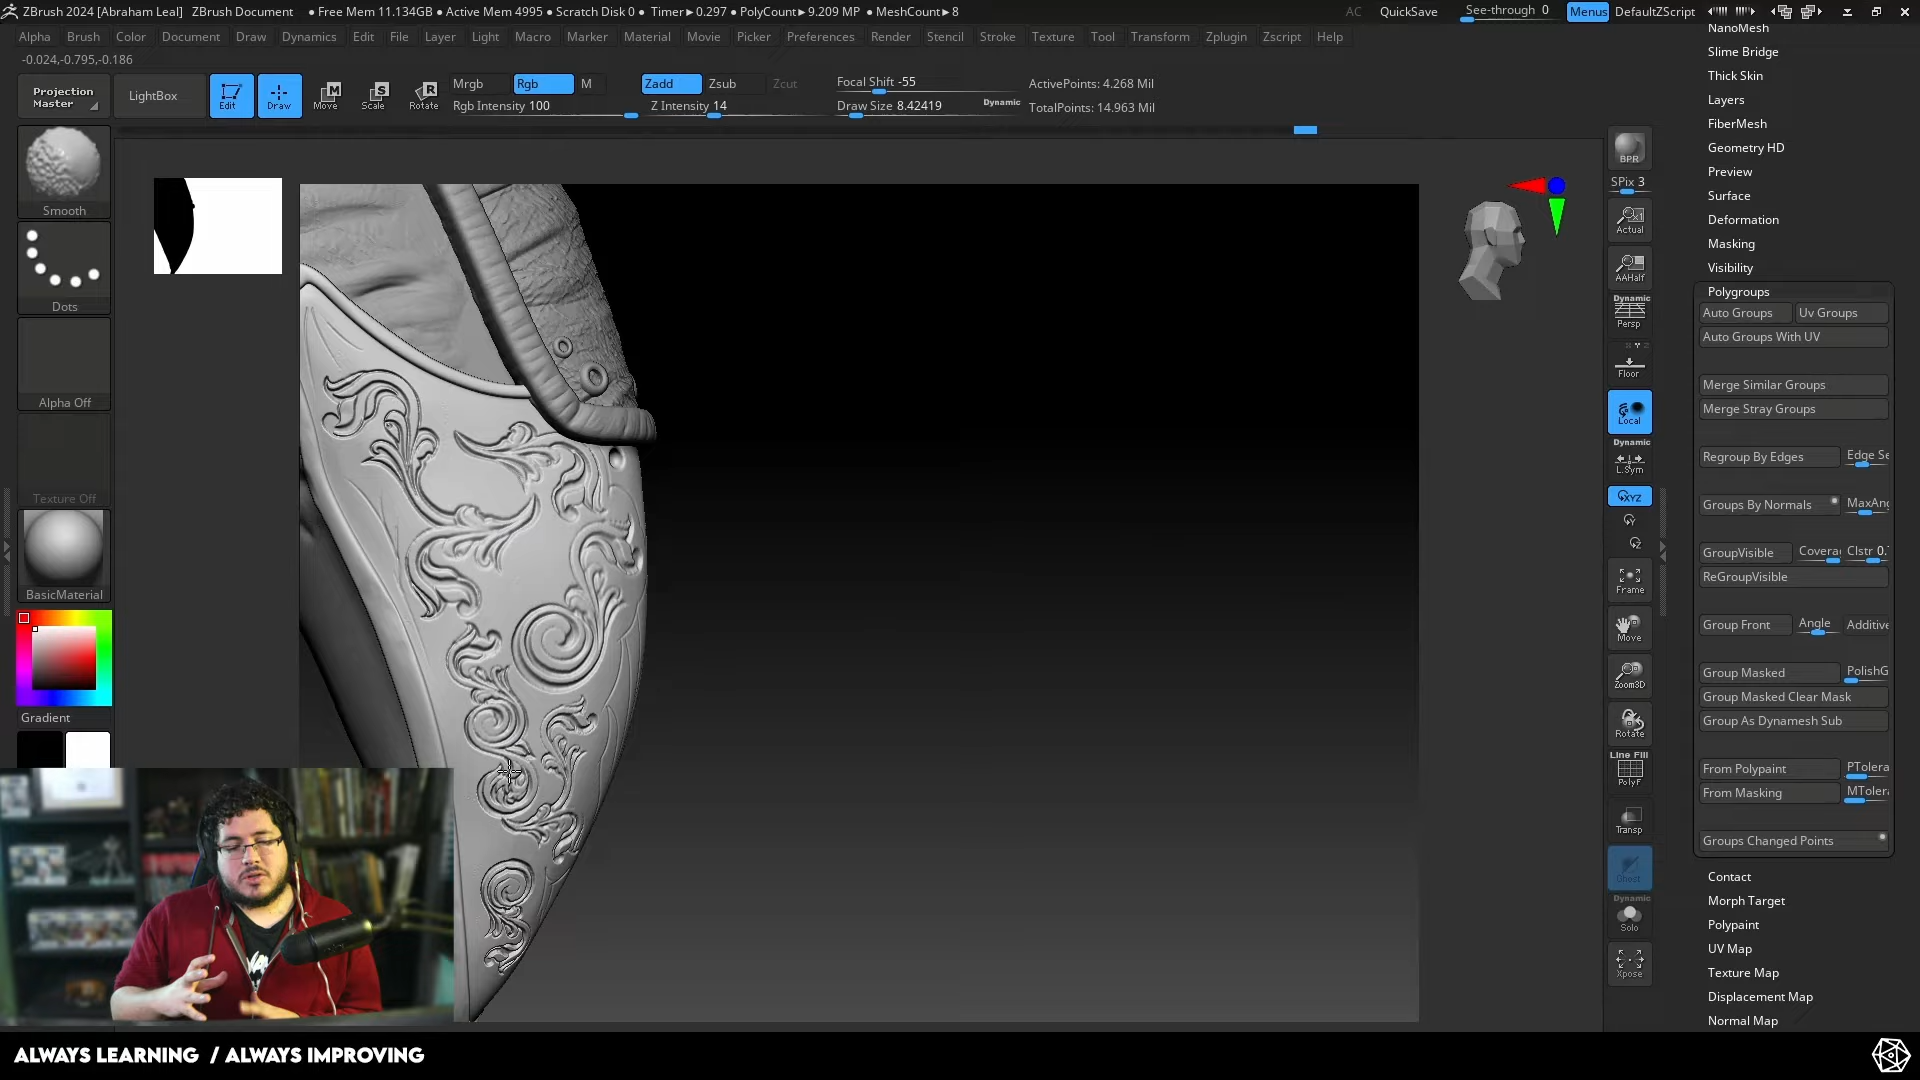 ZBrush 2024 [Abraham Leal] ZBrush Document ● Free Mem 11.134GB ● Active Mem 4995 ● Scratch Disk 0 ● Timer►0.297 ● PolyCount►9.209 MP ● MeshCount►8 AC QuickSave See-through 0 Menus DefaultZScript
Alpha Brush Color Document Draw Dynamics Edit File Layer Light Macro Marker Material Movie Picker Preferences Render Stencil Stroke Texture Tool Transform Zplugin Zscript Help
-0.024,-0.795,-0.186
Projection Master
LightBox
Edit
Draw
Move
Scale
Rotate
Mrgb Rgb M
Rgb Intensity 100
Zadd Zsub Zcut
Z Intensity 14
Focal Shift -55
Draw Size 8.42419
Dynamic
ActivePoints: 4.268 Mil
TotalPoints: 14.963 Mil
Smooth
Dots
Alpha Off
Texture Off
BasicMaterial
Gradient
BPR
SPix 3
Actual
AAHalf
Dynamic
Persp
Floor
Local
Dynamic
L.Sym
XYZ
Y
Z
Frame
Move
Zoom3D
Rotate
Line Fill
PolyF
Transp
Ghost
Dynamic
Solo
Xpose
NanoMesh
Slime Bridge
Thick Skin
Layers
FiberMesh
Geometry HD
Preview
Surface
Deformation
Masking
Visibility
Polygroups
Auto Groups Uv Groups
Auto Groups With UV
Merge Similar Groups
Merge Stray Groups
Regroup By Edges Edge Se
Groups By Normals MaxAng
GroupVisible Covera Clstr 0.
ReGroupVisible
Group Front Angle Additive
Group Masked PolishG
Group Masked Clear Mask
Group As Dynamesh Sub
From Polypaint PTolera
From Masking MTolera
Groups Changed Points
Contact
Morph Target
Polypaint
UV Map
Texture Map
Displacement Map
Normal Map
ALWAYS LEARNING / ALWAYS IMPROVING